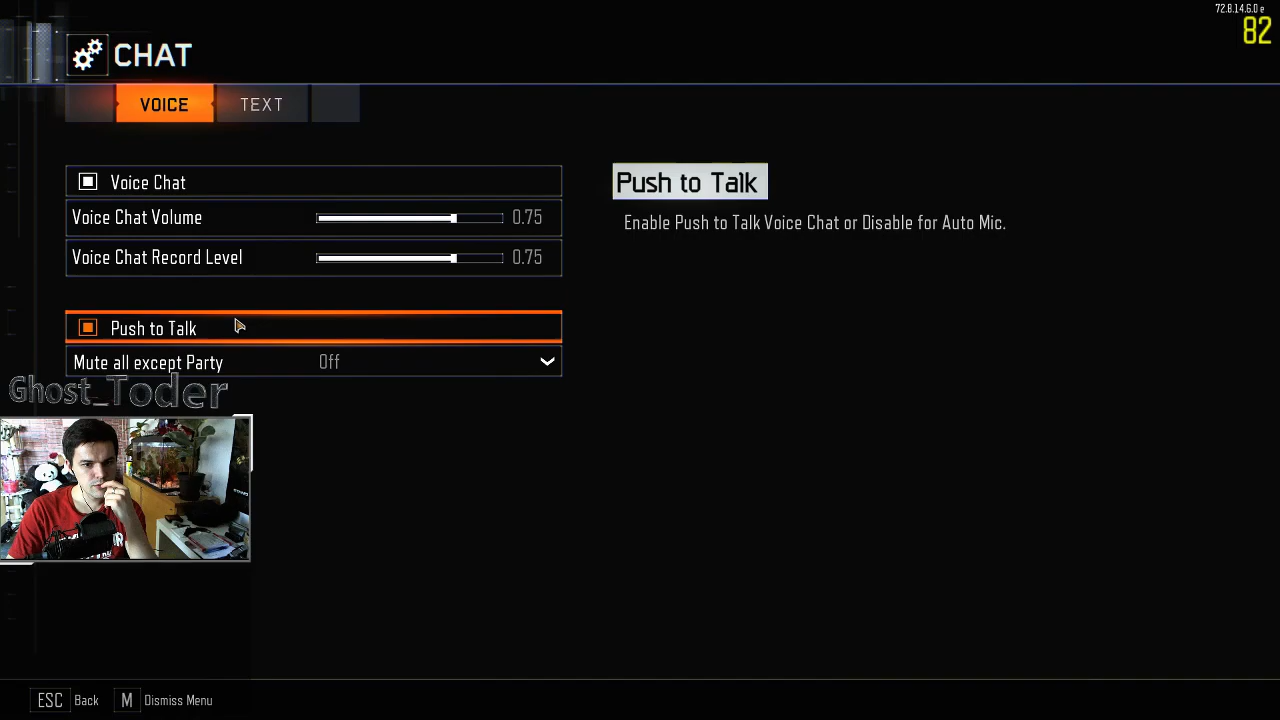 72.8.14.6.0 e
82
CHAT
VOICE
TEXT
Voice Chat
Voice Chat Volume 0.75
Voice Chat Record Level 0.75
Push to Talk
Mute all except Party Off
Push to Talk
Enable Push to Talk Voice Chat or Disable for Auto Mic.
Ghost_Toder
ESC Back M Dismiss Menu